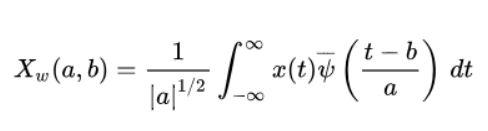 X_w(a, b) = \frac{1}{|a|^{1/2}} \int_{-\infty}^{\infty} x(t) \overline{\psi} \left( \frac{t - b}{a} \right) dt